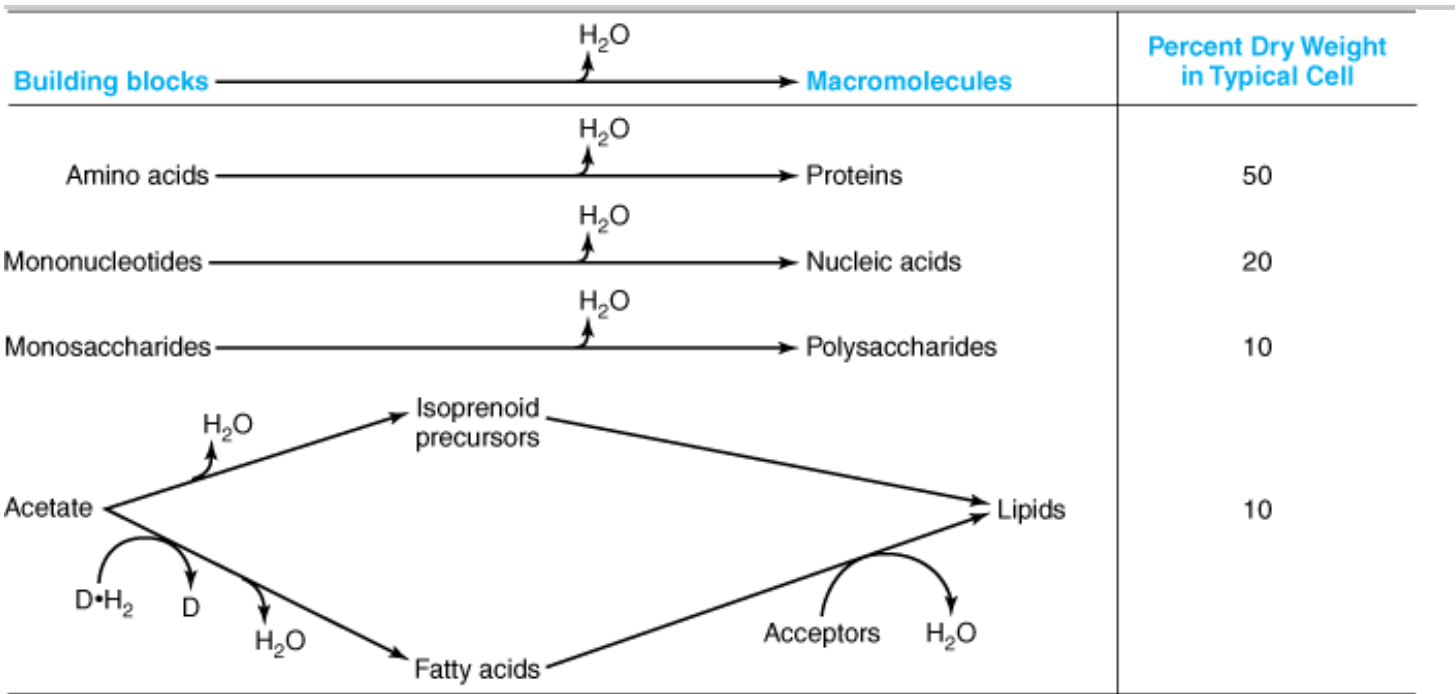 H₂O
Building blocks
Macromolecules
Percent Dry Weight
in Typical Cell
H₂O
Amino acids
Proteins
50
H₂O
Mononucleotides
Nucleic acids
20
H₂O
Monosaccharides
Polysaccharides
10
Isoprenoid
precursors
H₂O
Acetate
Lipids
10
D•H₂
D
H₂O
Acceptors
H₂O
Fatty acids